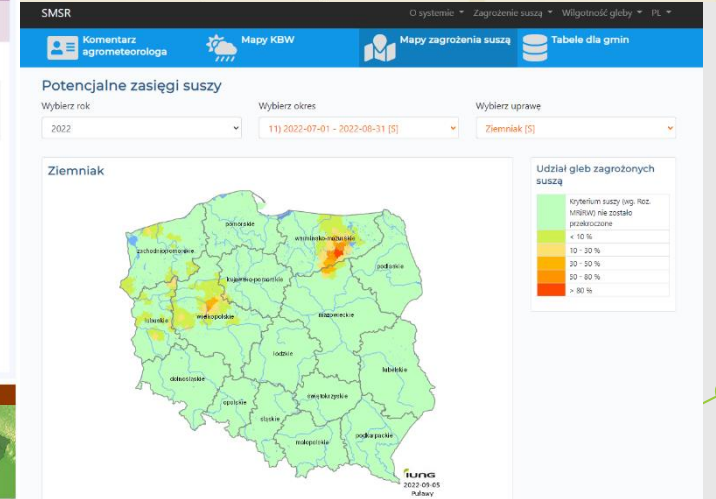 SMSR
O systemie
Zagrożenie suszą
Wilgotność gleby
PL
Komentarz
agrometeorologa
Mapy KBW
Mapy zagrożenia suszą
Tabele dla gmin
Potencjalne zasięgi suszy
Wybierz rok
Wybierz okres
Wybierz uprawę
2022
11) 2022-07-01 - 2022-08-31 [S]
Ziemniak [S]
Ziemniak
Udział gleb zagrożonych
suszą
Kryterium suszy (wg. Roz.
MRiRW) nie zostało
przekroczone
< 10 %
10 - 30 %
30 - 50 %
50 - 80 %
> 80 %
pomorskie
warmińsko-mazurskie
zachodniopomorskie
podlaskie
kujawsko-pomorskie
mazowieckie
wielkopolskie
lubuskie
łódzkie
lubelskie
dolnośląskie
świętokrzyskie
opolskie
śląskie
podkarpackie
małopolskie
IUNG
2022-09-05
Puławy